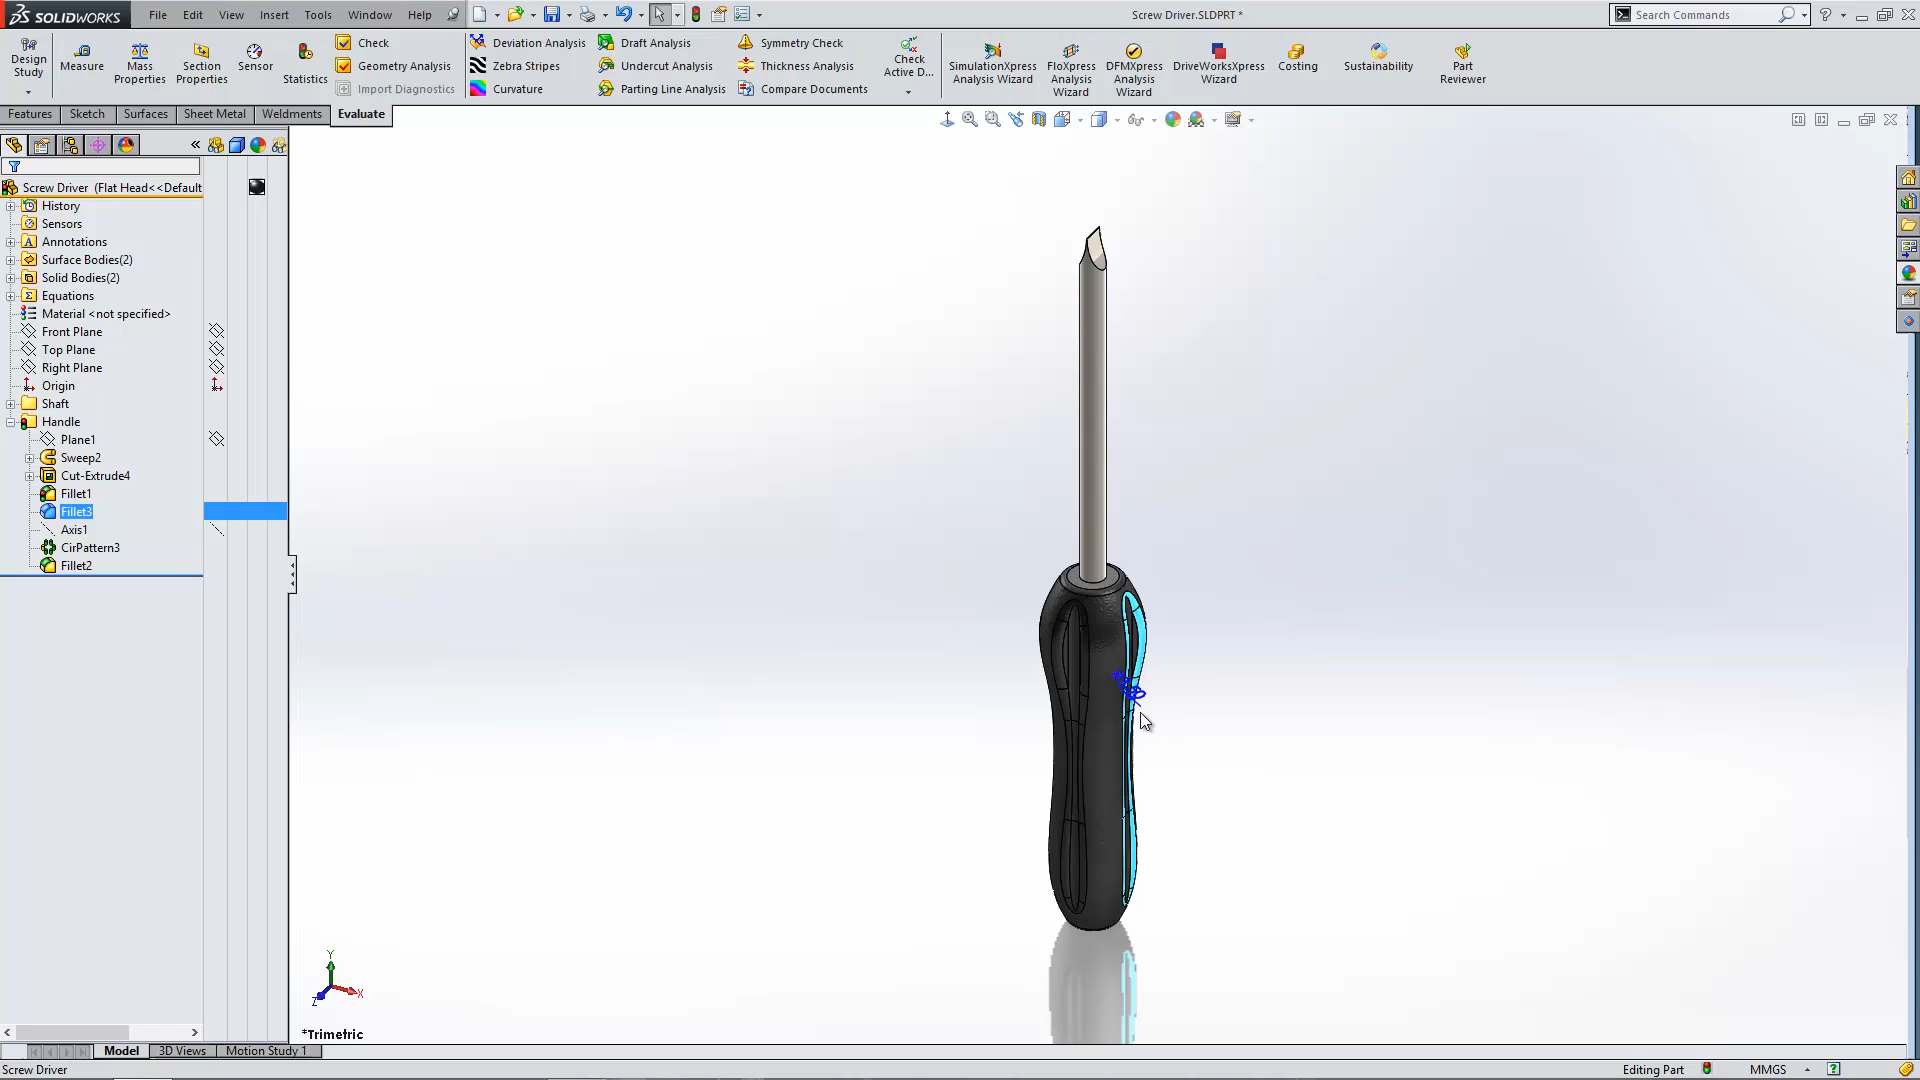 SOLIDWORKS File Edit View Insert Tools Window Help Screw Driver.SLDPRT * Search Commands
Design Study
Measure
Mass Properties
Section Properties
Sensor
Statistics
Check
Geometry Analysis
Import Diagnostics
Deviation Analysis
Zebra Stripes
Curvature
Draft Analysis
Undercut Analysis
Parting Line Analysis
Symmetry Check
Thickness Analysis
Compare Documents
Check Active D...
SimulationXpress Analysis Wizard
FloXpress Analysis Wizard
DFMXpress Analysis Wizard
DriveWorksXpress Wizard
Costing
Sustainability
Part Reviewer
Features Sketch Surfaces Sheet Metal Weldments Evaluate
Screw Driver (Flat Head<<Default
History
Sensors
Annotations
Surface Bodies(2)
Solid Bodies(2)
Equations
Material <not specified>
Front Plane
Top Plane
Right Plane
Origin
Shaft
Handle
Plane1
Sweep2
Cut-Extrude4
Fillet1
Fillet3
Axis1
CirPattern3
Fillet2
Y
X
Z
*Trimetric
Model 3D Views Motion Study 1
Screw Driver Editing Part MMGS